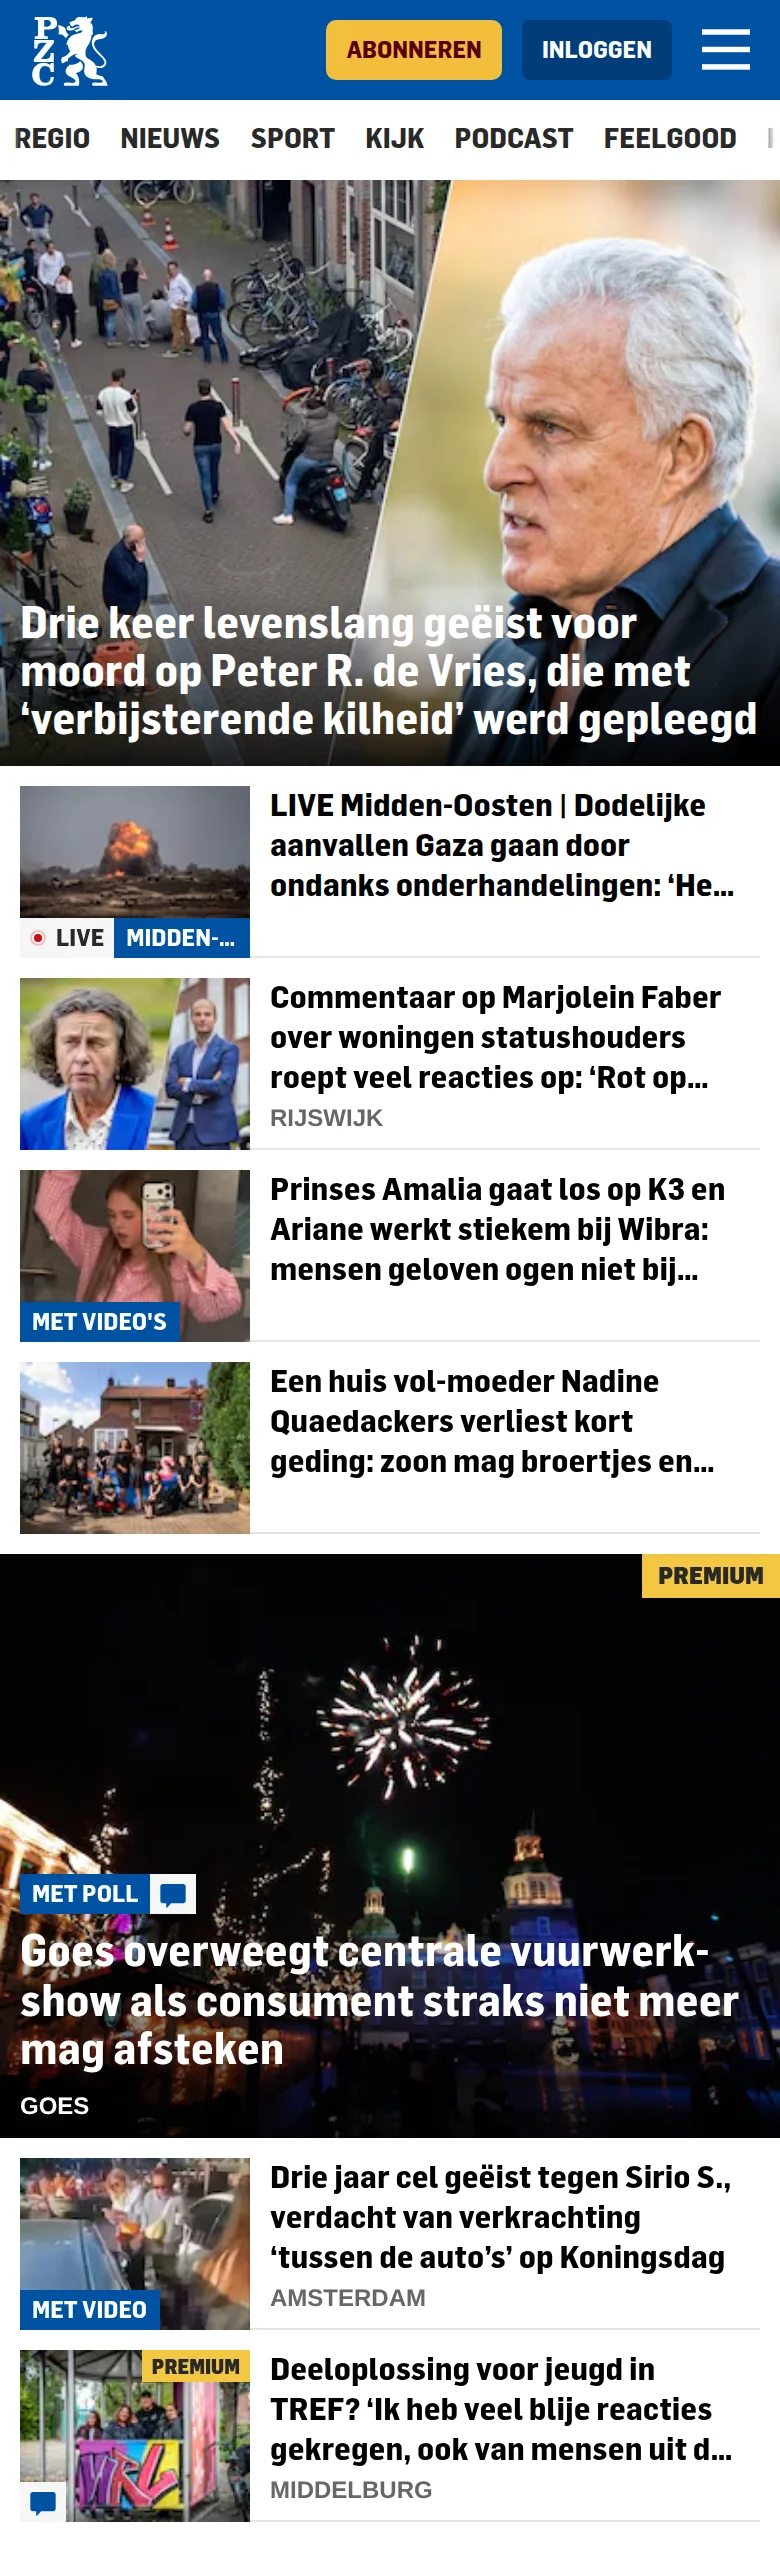 PZC
ABONNEREN
INLOGGEN
REGIO NIEUWS SPORT KIJK PODCAST FEELGOOD
Drie keer levenslang geëist voor
moord op Peter R. de Vries, die met
‘verbijsterende kilheid’ werd gepleegd
LIVE Midden-Oosten | Dodelijke
aanvallen Gaza gaan door
ondanks onderhandelingen: ‘He...
LIVE MIDDEN-...
Commentaar op Marjolein Faber
over woningen statushouders
roept veel reacties op: ‘Rot op...
RIJSWIJK
Prinses Amalia gaat los op K3 en
Ariane werkt stiekem bij Wibra:
mensen geloven ogen niet bij...
MET VIDEO'S
Een huis vol-moeder Nadine
Quaedackers verliest kort
geding: zoon mag broertjes en...
PREMIUM
MET POLL
Goes overweegt centrale vuurwerk-
show als consument straks niet meer
mag afsteken
GOES
Drie jaar cel geëist tegen Sirio S.,
verdacht van verkrachting
‘tussen de auto’s’ op Koningsdag
AMSTERDAM
MET VIDEO
PREMIUM
Deeloplossing voor jeugd in
TREF? ‘Ik heb veel blije reacties
gekregen, ook van mensen uit d...
MIDDELBURG